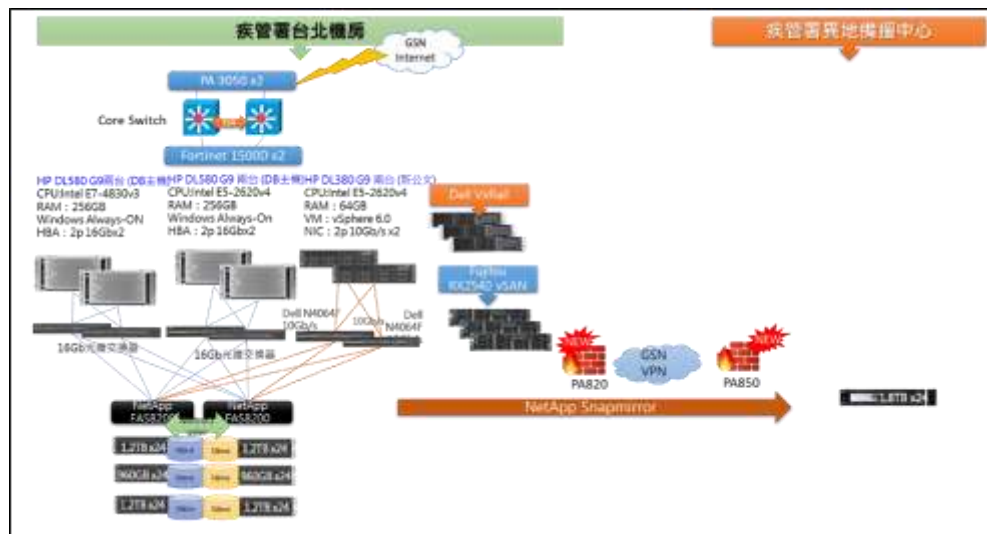 疾管署台北機房
疾管署異地備援中心
GSN
Internet
PA 3050 x2
Core Switch
Fortinet 1500D x2
HP DL580 G9兩台 (DB主機)
CPU:Intel E7-4830v3
RAM：256GB
Windows Always-ON
HBA：2p 16Gbx2
HP DL560 G9 兩台 (DB主機)
CPU:Intel E5-2620v4
RAM：256GB
Windows Always-On
HBA：2p 16Gbx2
HP DL380 G9 兩台 (新公文)
CPU:Intel E5-2620v4
RAM：64GB
VM：vSphere 6.0
NIC：2p 10Gb/s x2
Dell VxRail
Fujitsu
RX2540 vSAN
Dell N4064F
10Gb/s
10Gb/s
Dell
N4064F
16Gb光纖交換器
16Gb光纖交換器
NEW
PA820
GSN
VPN
NEW
PA850
NetApp
FAS8200
NetApp
FAS8200
NetApp Snapmirror
1.8TB x24
1.2TB x24
1.2TB x24
960GB x24
960GB x24
1.2TB x24
1.2TB x24